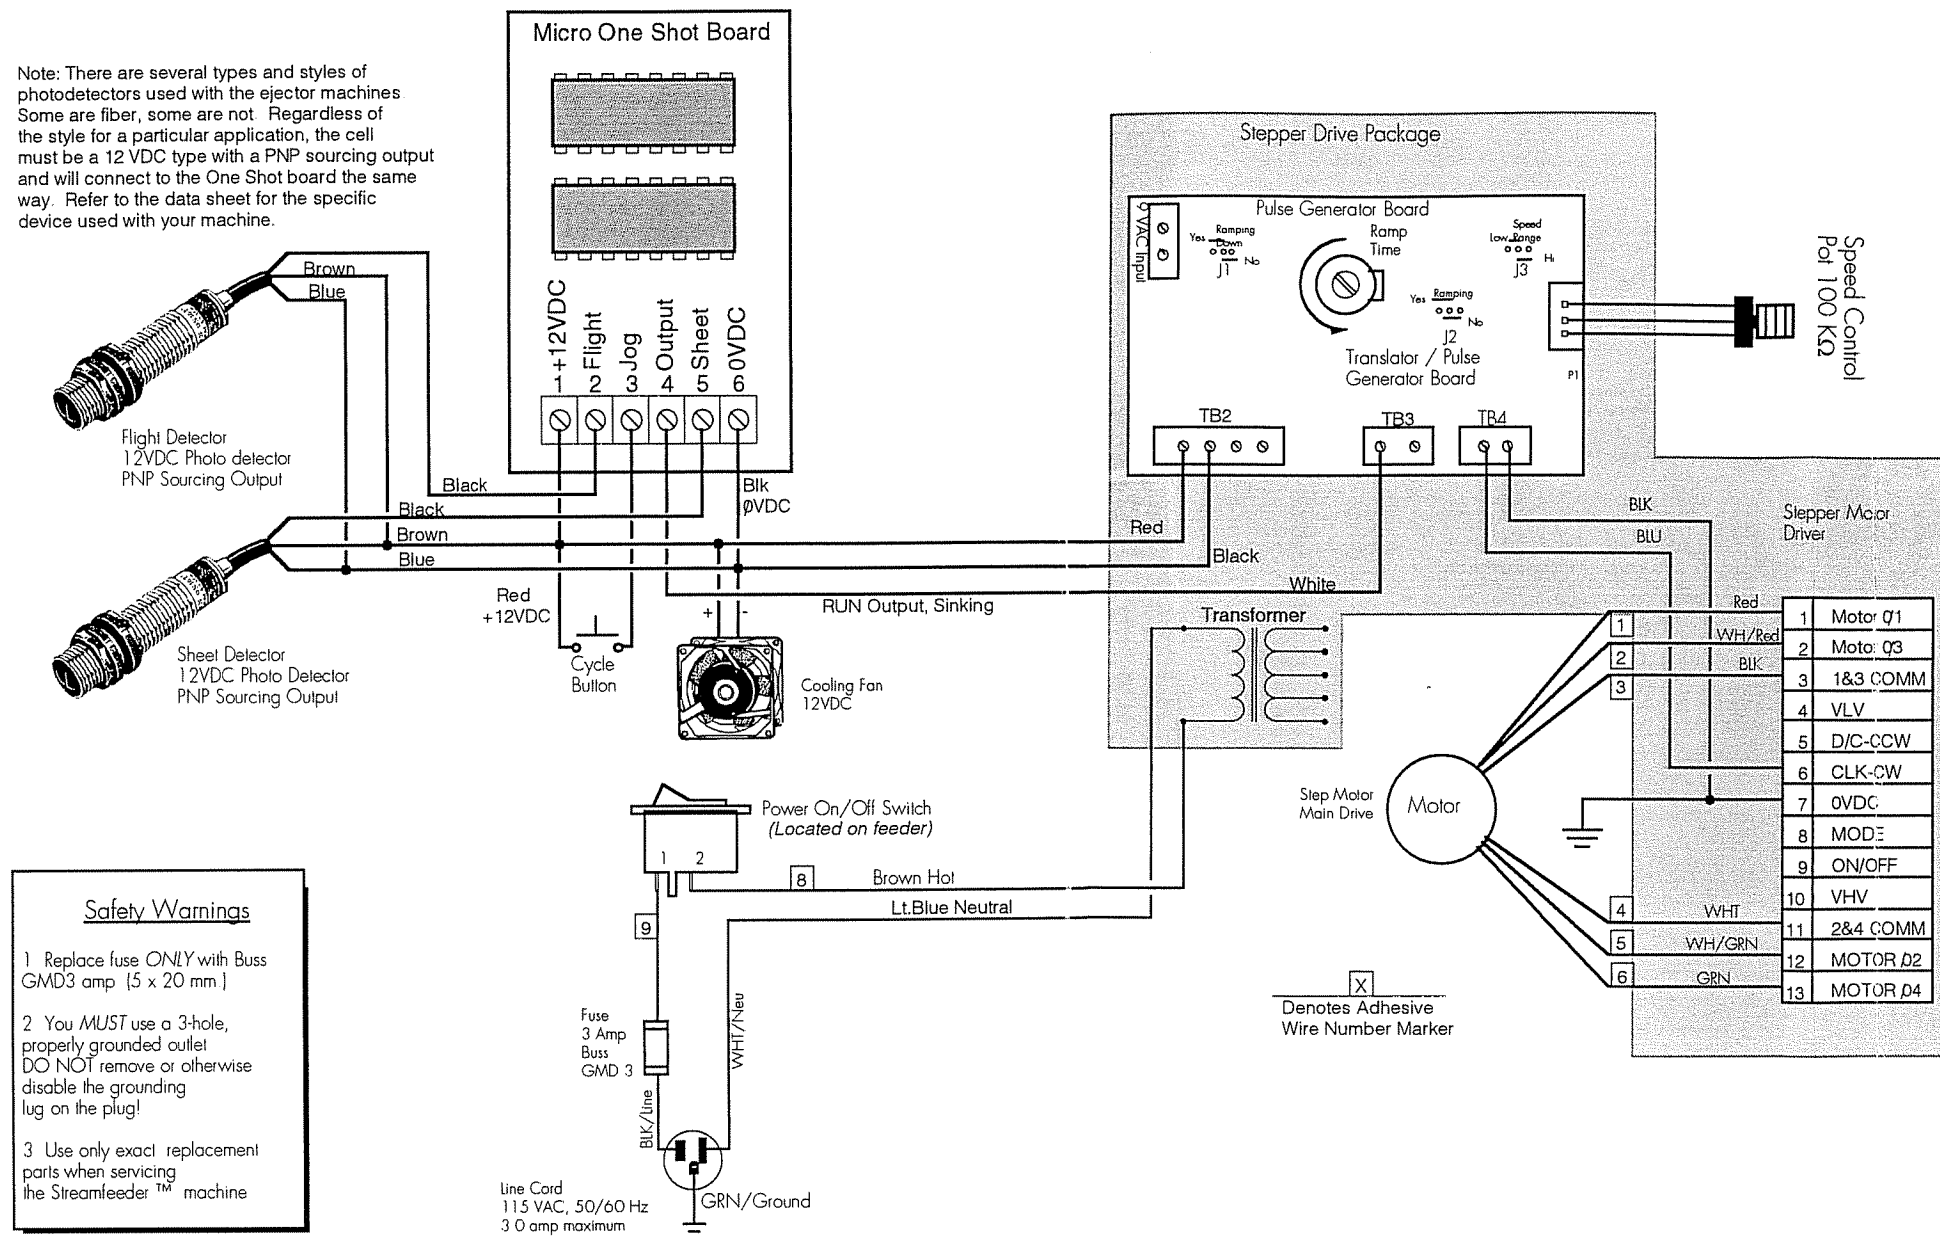 Micro One Shot Board
Note: There are several types and styles of
photodetectors used with the ejector machines
Some are fiber, some are not. Regardless of
the style for a particular application, the cell
must be a 12 VDC type with a PNP sourcing output
and will connect to the One Shot board the same
way. Refer to the data sheet for the specific
device used with your machine.
Brown
Blue
Flight Detector
12VDC Photo detector
PNP Sourcing Output
+12VDC
Flight
Jog
Output
Sheet
0VDC
1
2
3
4
5
6
Black
Blk
0VDC
Black
Brown
Blue
Sheet Detector
12VDC Photo Detector
PNP Sourcing Output
Red
+12VDC
Cycle
Button
+
-
Cooling Fan
12VDC
RUN Output, Sinking
Stepper Drive Package
9 VAC Input
Pulse Generator Board
Yes
Ramping
Down
No
J1
Ramp
Time
Speed
Low Range
Hi
J3
Yes
Ramping
No
J2
Translator / Pulse
Generator Board
P1
TB2
TB3
TB4
Speed Control
Pot 100 KΩ
Red
Black
White
BLK
BLU
Stepper Motor
Driver
Transformer
Red
WH/Red
BLK
1
2
3
1 Motor 01
2 Motor 03
3 1&3 COMM
4 VLV
5 D/C-CCW
6 CLK-CW
7 0VDC
8 MODE
9 ON/OFF
10 VHV
11 2&4 COMM
12 MOTOR 02
13 MOTOR 04
Step Motor
Main Drive
Motor
4
WHT
5
WH/GRN
6
GRN
X
Denotes Adhesive
Wire Number Marker
Power On/Off Switch
(Located on feeder)
1
2
8
Brown Hot
Lt.Blue Neutral
9
Fuse
3 Amp
Buss
GMD 3
WHT/Neu
BLK/Line
GRN/Ground
Line Cord
115 VAC, 50/60 Hz
3 0 amp maximum
Safety Warnings
1 Replace fuse ONLY with Buss
GMD3 amp (5 x 20 mm.)
2 You MUST use a 3-hole,
properly grounded outlet
DO NOT remove or otherwise
disable the grounding
lug on the plug!
3 Use only exact replacement
parts when servicing
the Streamfeeder ™ machine